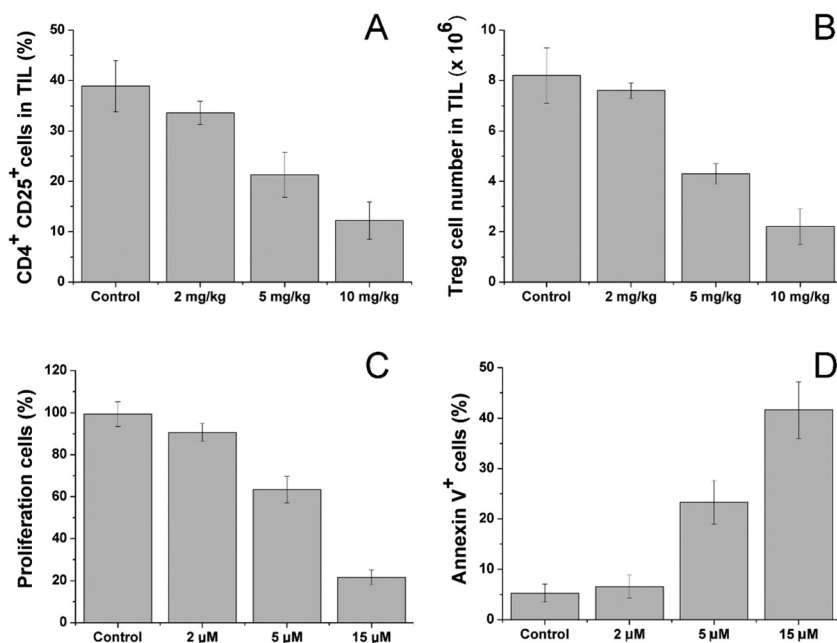 A
CD4+ CD25+ cells in TIL (%)
50
40
30
20
10
0
Control 2 mg/kg 5 mg/kg 10 mg/kg
B
Treg cell number in TIL (x 10^6)
10
8
6
4
2
0
Control 2 mg/kg 5 mg/kg 10 mg/kg
C
Proliferation cells (%)
120
100
80
60
40
20
0
Control 2 µM 5 µM 15 µM
D
Annexin V+ cells (%)
50
40
30
20
10
0
Control 2 µM 5 µM 15 µM